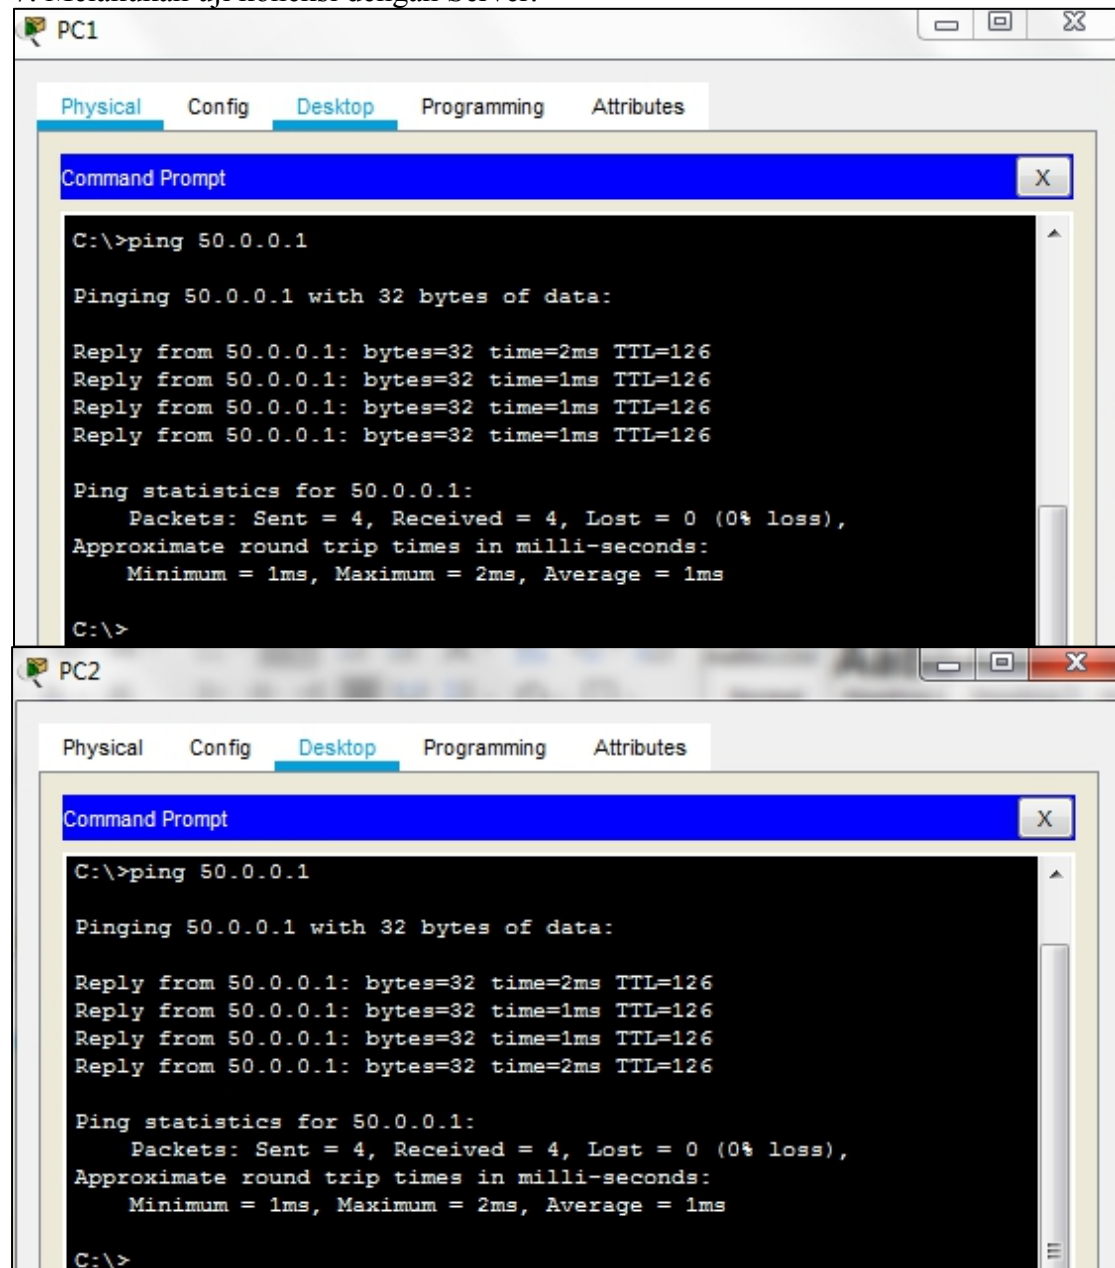 7. Melakukan uji koneksi dengan Server.
PC1
Physical Config Desktop Programming Attributes
Command Prompt X
C:\>ping 50.0.0.1
Pinging 50.0.0.1 with 32 bytes of data:
Reply from 50.0.0.1: bytes=32 time=2ms TTL=126
Reply from 50.0.0.1: bytes=32 time=1ms TTL=126
Reply from 50.0.0.1: bytes=32 time=1ms TTL=126
Reply from 50.0.0.1: bytes=32 time=1ms TTL=126
Ping statistics for 50.0.0.1:
Packets: Sent = 4, Received = 4, Lost = 0 (0% loss),
Approximate round trip times in milli-seconds:
Minimum = 1ms, Maximum = 2ms, Average = 1ms
C:\>
PC2
Physical Config Desktop Programming Attributes
Command Prompt X
C:\>ping 50.0.0.1
Pinging 50.0.0.1 with 32 bytes of data:
Reply from 50.0.0.1: bytes=32 time=2ms TTL=126
Reply from 50.0.0.1: bytes=32 time=1ms TTL=126
Reply from 50.0.0.1: bytes=32 time=1ms TTL=126
Reply from 50.0.0.1: bytes=32 time=2ms TTL=126
Ping statistics for 50.0.0.1:
Packets: Sent = 4, Received = 4, Lost = 0 (0% loss),
Approximate round trip times in milli-seconds:
Minimum = 1ms, Maximum = 2ms, Average = 1ms
C:\>